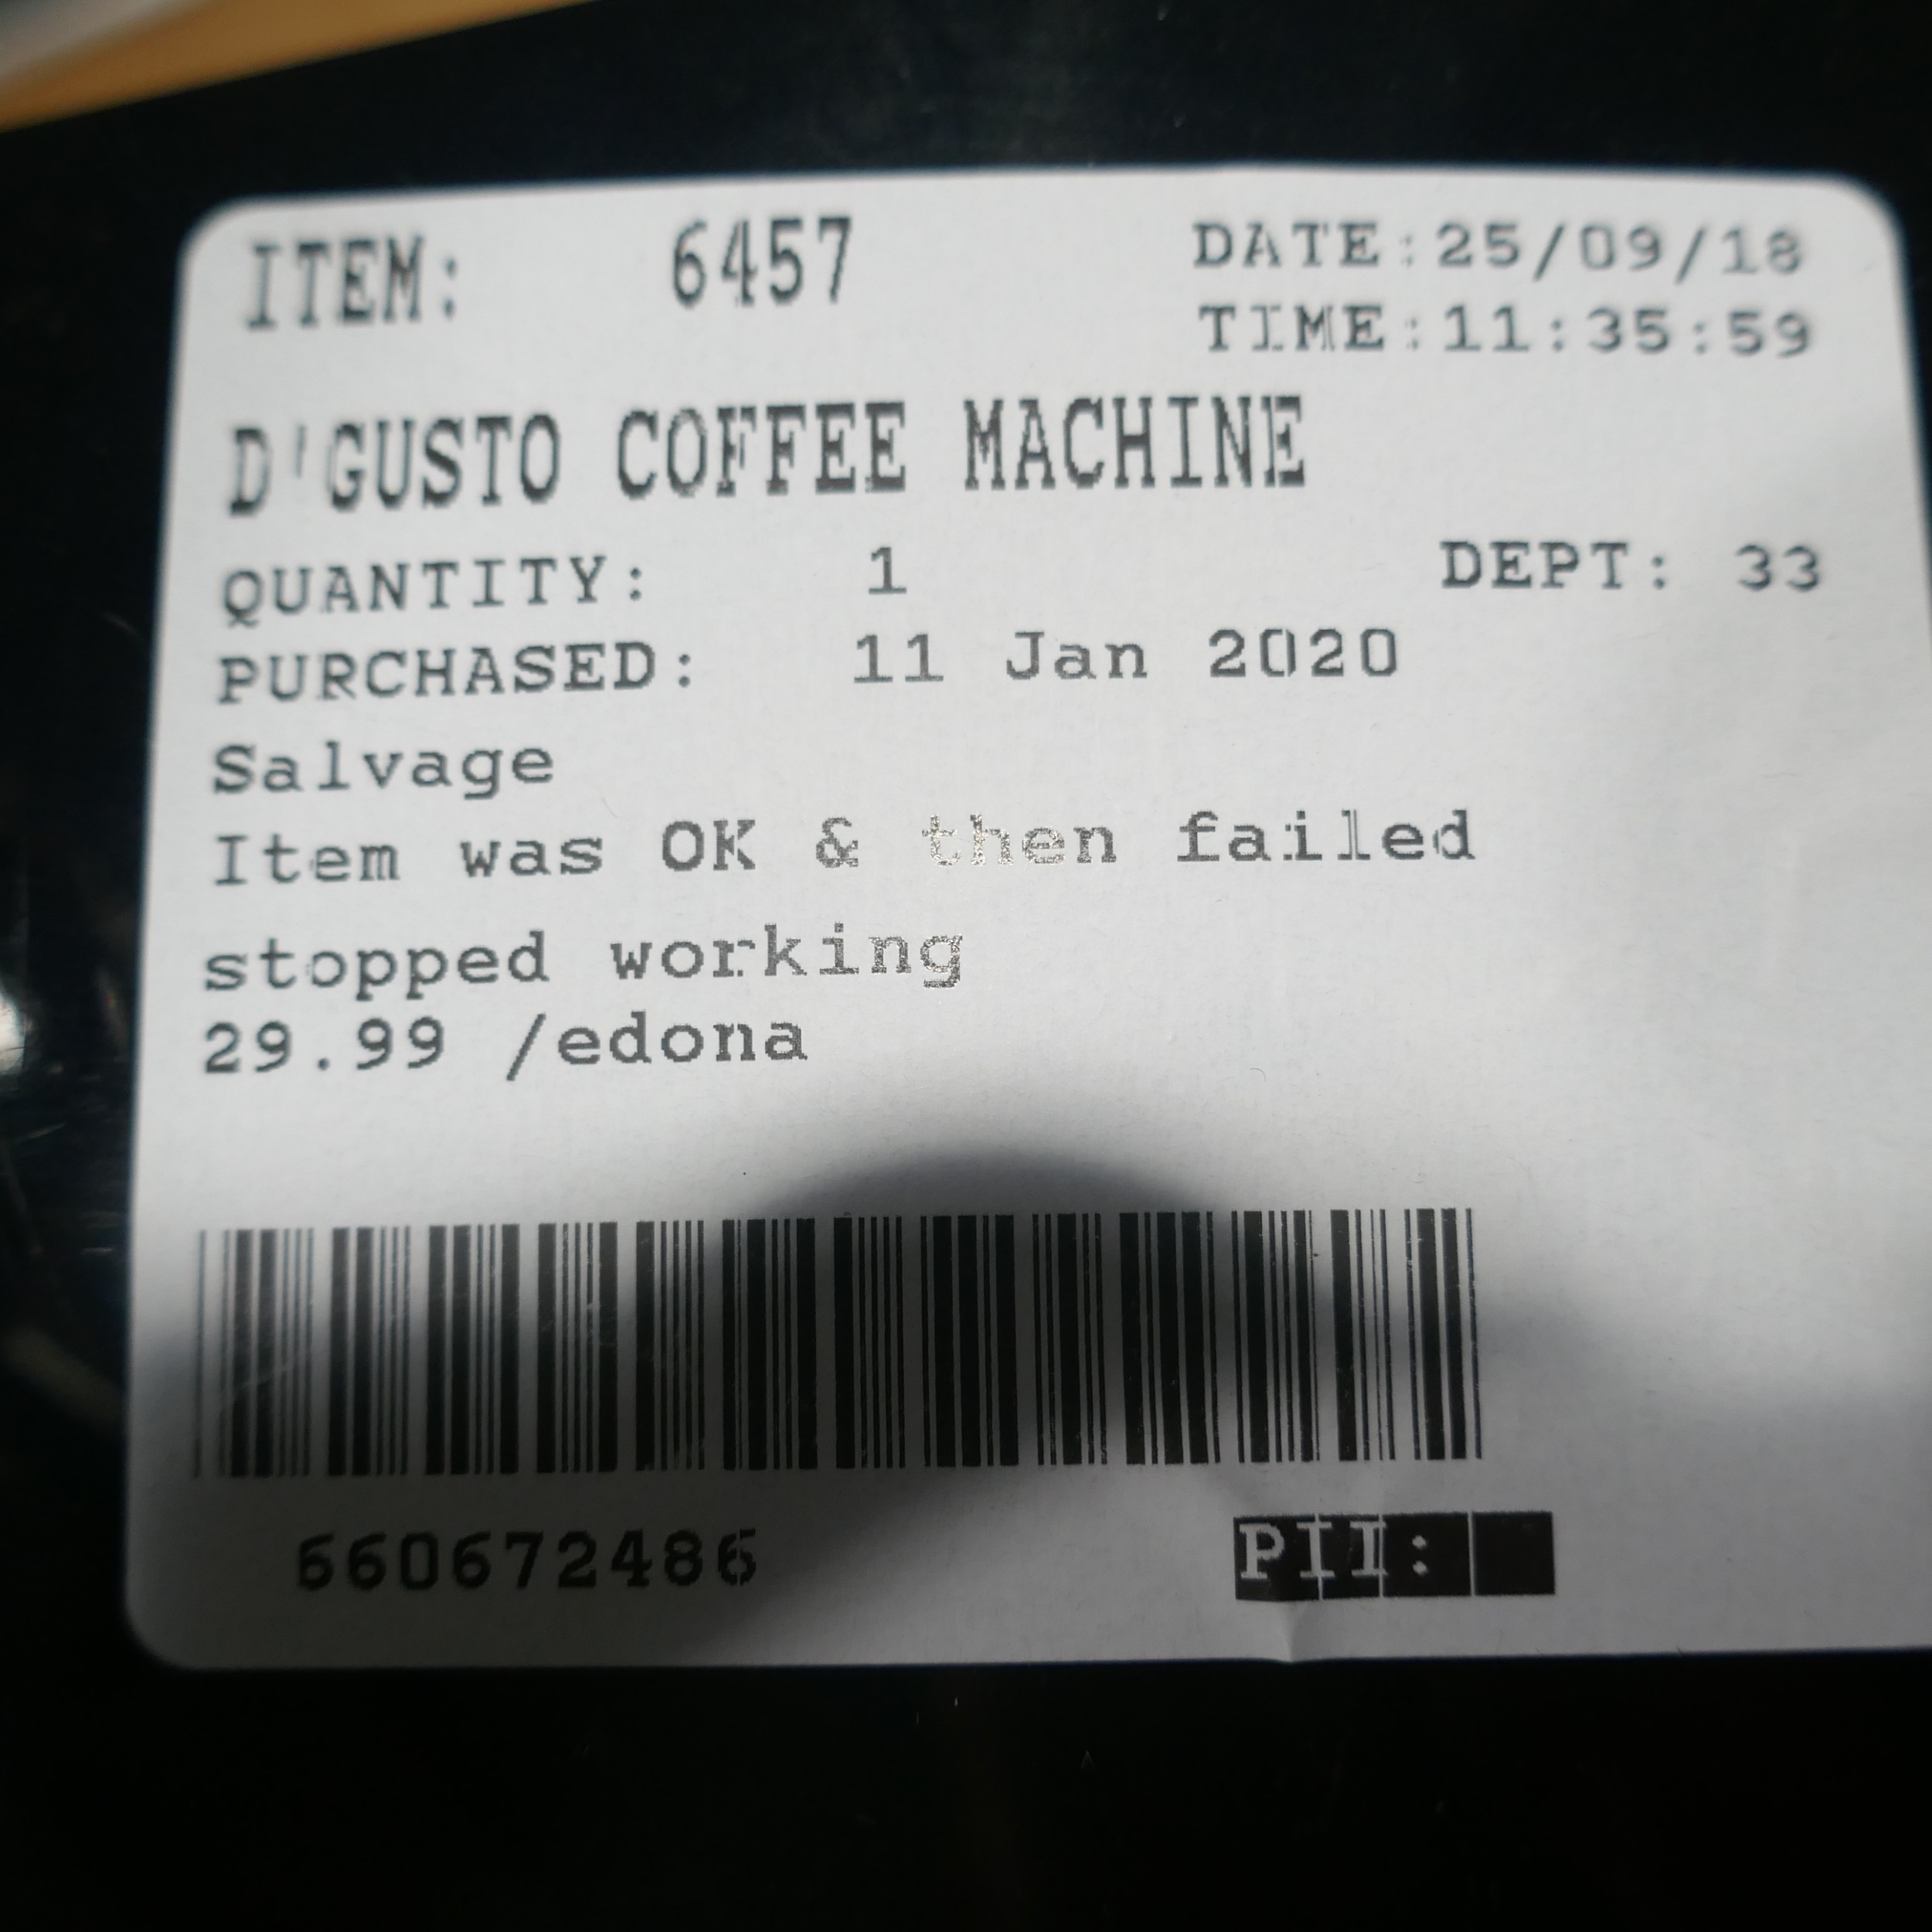 ITEM: 6457 DATE:25/09/18
TIME:11:35:59
D'GUSTO COFFEE MACHINE
QUANTITY: 1 DEPT: 33
PURCHASED: 11 Jan 2020
Salvage
Item was OK & then failed
stopped working
29.99 /edona
660672486
PII: